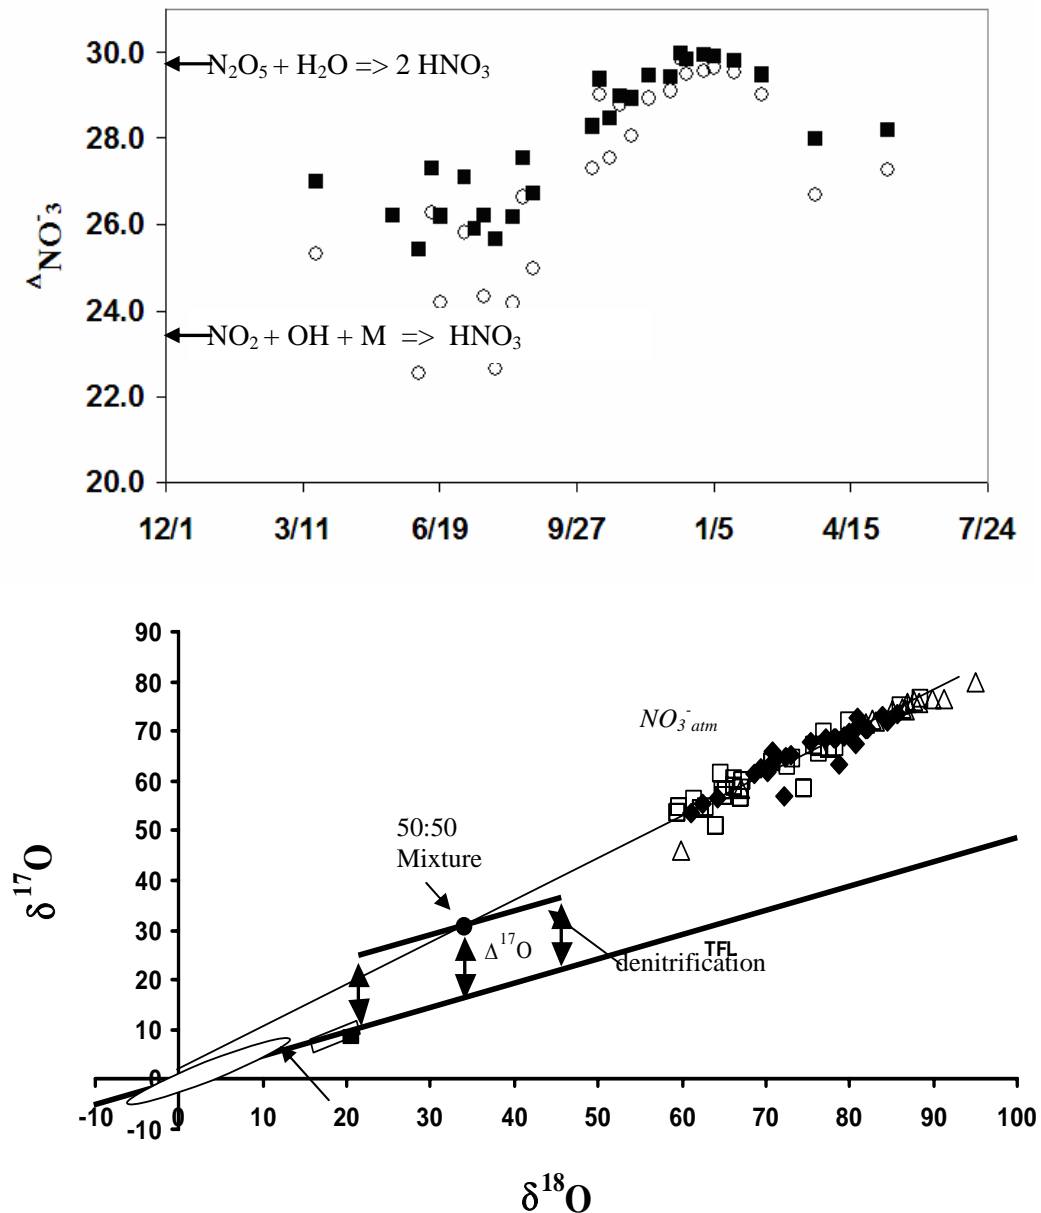 30.0
N₂O₅ + H₂O => 2 HNO₃
28.0
26.0
ΔNO⁻₃
24.0
NO₂ + OH + M => HNO₃
22.0
20.0
12/1 3/11 6/19 9/27 1/5 4/15 7/24
90
80
70
NO₃⁻atm
60
50
50:50
Mixture
40
δ¹⁷O
30
Δ¹⁷O
TFL
denitrification
20
10
0
-10 0 10 20 30 40 50 60 70 80 90 100
-10
δ¹⁸O